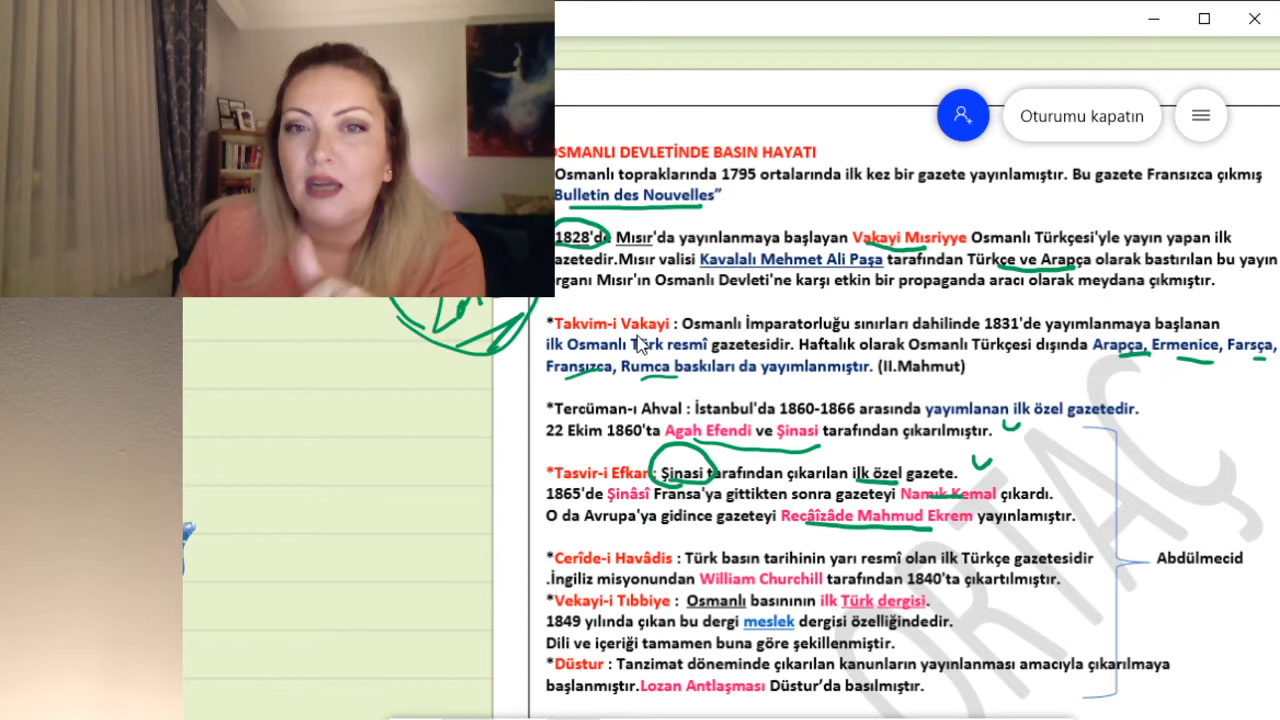 Oturumu kapatın
OSMANLI DEVLETİNDE BASIN HAYATI
Osmanlı topraklarında 1795 ortalarında ilk kez bir gazete yayınlamıştır. Bu gazete Fransızca çıkmış
Bulletin des Nouvelles”
1828'de Mısır'da yayınlanmaya başlayan Vakayi Mısriyye Osmanlı Türkçesi'yle yayın yapan ilk
azetedir.Mısır valisi Kavalalı Mehmet Ali Paşa tarafından Türkçe ve Arapça olarak bastırılan bu yayın
rganı Mısır'ın Osmanlı Devleti'ne karşı etkin bir propaganda aracı olarak meydana çıkmıştır.
*Takvim-i Vakayi : Osmanlı İmparatorluğu sınırları dahilinde 1831'de yayımlanmaya başlanan
ilk Osmanlı Türk resmî gazetesidir. Haftalık olarak Osmanlı Türkçesi dışında Arapça, Ermenice, Farsça,
Fransızca, Rumca baskıları da yayımlanmıştır. (II.Mahmut)
*Tercüman-ı Ahval : İstanbul'da 1860-1866 arasında yayımlanan ilk özel gazetedir.
22 Ekim 1860'ta Agah Efendi ve Şinasi tarafından çıkarılmıştır.
*Tasvir-i Efkar: Şinasi tarafından çıkarılan ilk özel gazete.
1865'de Şinâsî Fransa'ya gittikten sonra gazeteyi Namık Kemal çıkardı.
O da Avrupa'ya gidince gazeteyi Recâîzâde Mahmud Ekrem yayınlamıştır.
*Cerîde-i Havâdis : Türk basın tarihinin yarı resmî olan ilk Türkçe gazetesidir
.İngiliz misyonundan William Churchill tarafından 1840'ta çıkartılmıştır.
Abdülmecid
*Vekayi-i Tıbbiye : Osmanlı basınının ilk Türk dergisi.
1849 yılında çıkan bu dergi meslek dergisi özelliğindedir.
Dili ve içeriği tamamen buna göre şekillenmiştir.
*Düstur : Tanzimat döneminde çıkarılan kanunların yayınlanması amacıyla çıkarılmaya
başlanmıştır.Lozan Antlaşması Düstur’da basılmıştır.
ORTAÇ